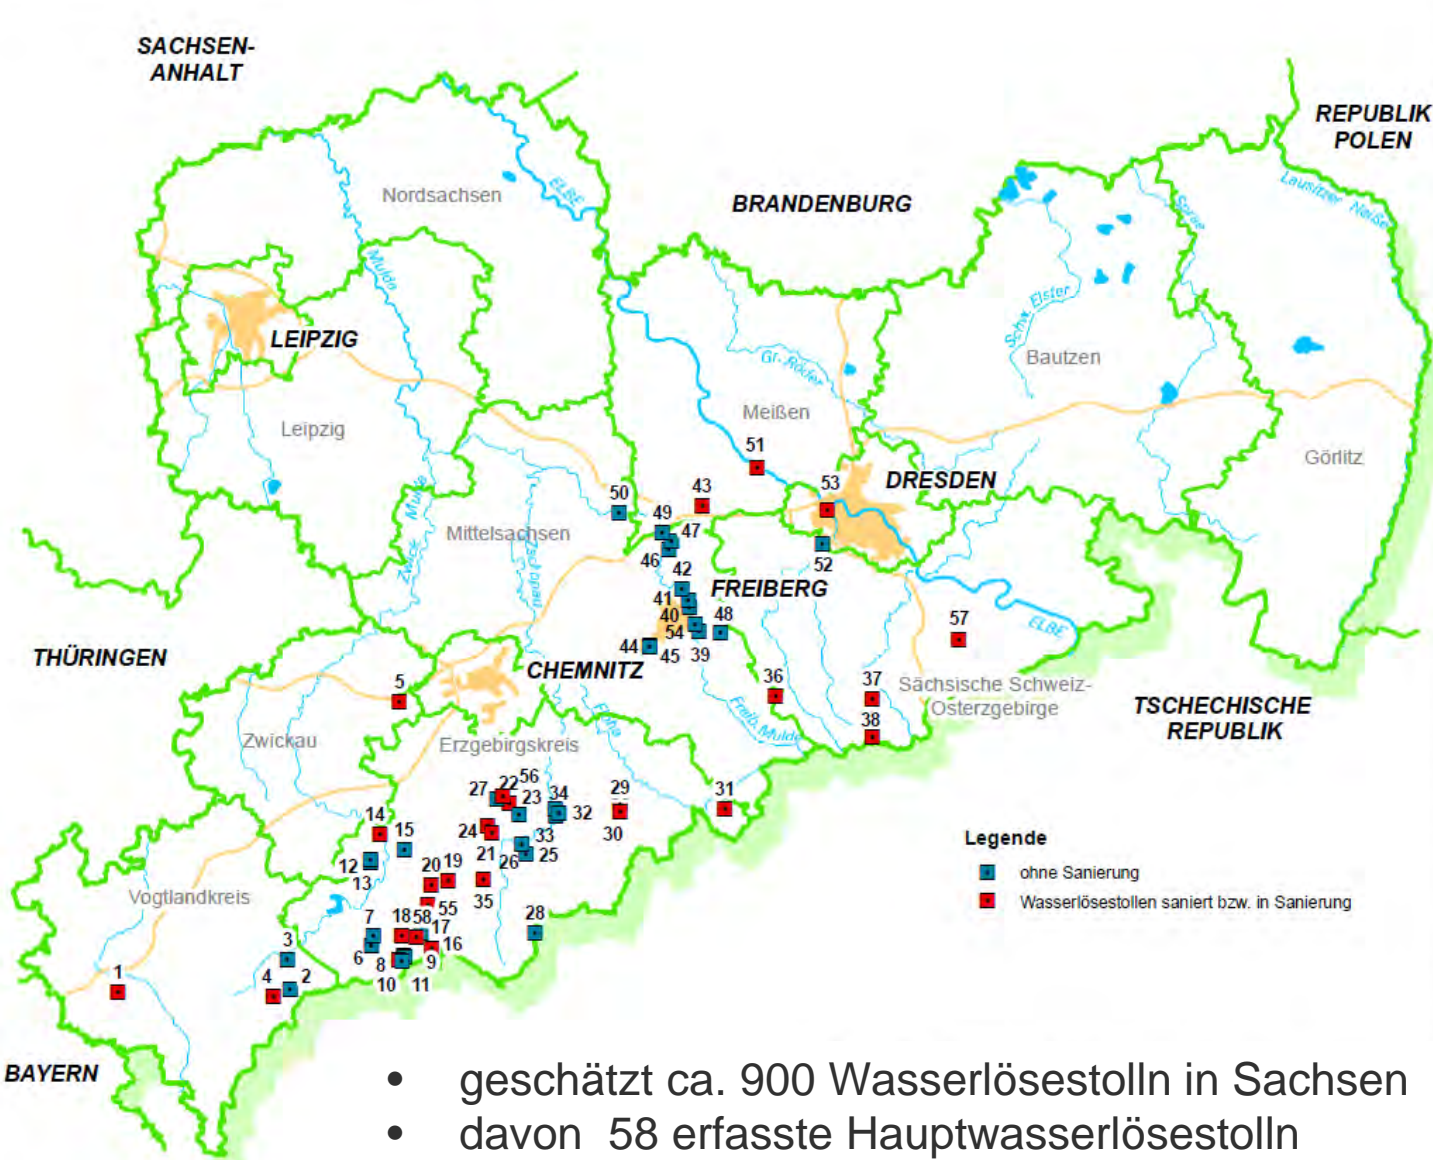 SACHSEN-
ANHALT
REPUBLIK
POLEN
Nordsachsen
ELBE
BRANDENBURG
Lausitzer Neiße
Spree
Mulde
Schw. Elster
LEIPZIG
Gr. Röder
Bautzen
Meißen
Leipzig
51
Görlitz
DRESDEN
53
43
50
Zwick. Mulde
Mittelsachsen
49
47
46
52
Zschopau
42
FREIBERG
41
40
48
54
44
45
39
57
ELBE
THÜRINGEN
CHEMNITZ
5
36
37
Sächsische Schweiz-
Osterzgebirge
TSCHECHISCHE
REPUBLIK
Flöha
Freib. Mulde
38
Zwickau
Erzgebirgskreis
56
27
22
23
34
32
29
30
31
14
15
24
33
Legende
12
13
20
19
21
26
25
ohne Sanierung
Vogtlandkreis
35
Wasserlösestollen saniert bzw. in Sanierung
55
7
18
58
17
28
3
6
16
8
9
1
4
2
10
11
BAYERN
• geschätzt ca. 900 Wasserlösestolln in Sachsen
• davon 58 erfasste Hauptwasserlösestolln